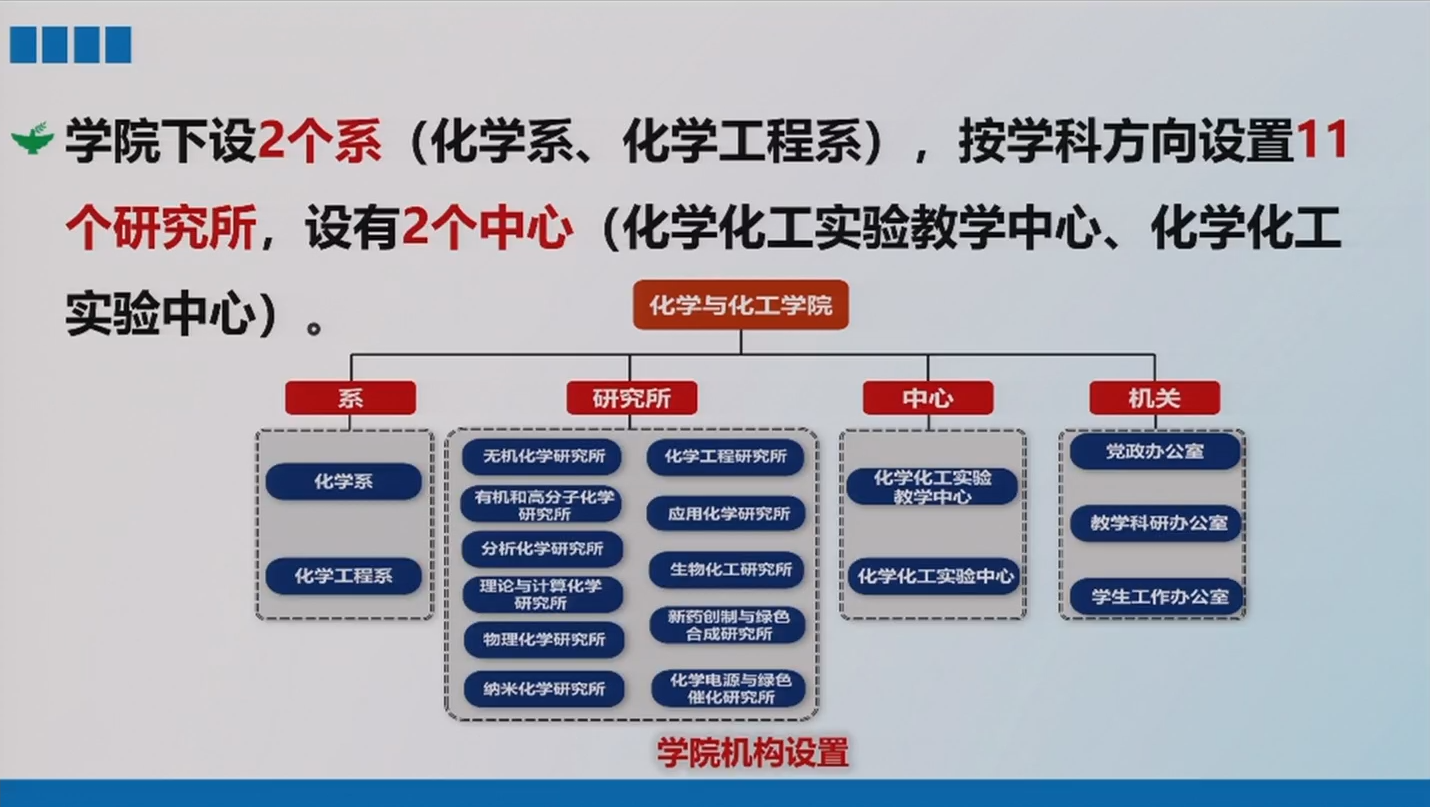 学院下设2个系（化学系、化学工程系），按学科方向设置11
个研究所，设有2个中心（化学化工实验教学中心、化学化工
实验中心）。
化学与化工学院
系
研究所
中心
机关
化学系
化学工程系
无机化学研究所
有机和高分子化学
研究所
分析化学研究所
理论与计算化学
研究所
物理化学研究所
纳米化学研究所
化学工程研究所
应用化学研究所
生物化工研究所
新药创制与绿色
合成研究所
化学电源与绿色
催化研究所
化学化工实验
教学中心
化学化工实验中心
党政办公室
教学科研办公室
学生工作办公室
学院机构设置